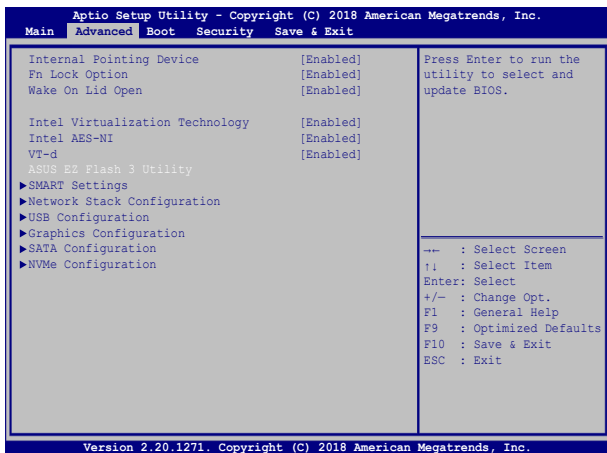 Aptio Setup Utility - Copyright (C) 2018 American Megatrends, Inc.
Main Advanced Boot Security Save & Exit
Internal Pointing Device [Enabled]
Fn Lock Option [Enabled]
Wake On Lid Open [Enabled]
Intel Virtualization Technology [Enabled]
Intel AES-NI [Enabled]
VT-d [Enabled]
ASUS EZ Flash 3 Utility
▶SMART Settings
▶Network Stack Configuration
▶USB Configuration
▶Graphics Configuration
▶SATA Configuration
▶NVMe Configuration
Press Enter to run the
utility to select and
update BIOS.
→← : Select Screen
↑↓ : Select Item
Enter: Select
+/— : Change Opt.
F1 : General Help
F9 : Optimized Defaults
F10 : Save & Exit
ESC : Exit
Version 2.20.1271. Copyright (C) 2018 American Megatrends, Inc.